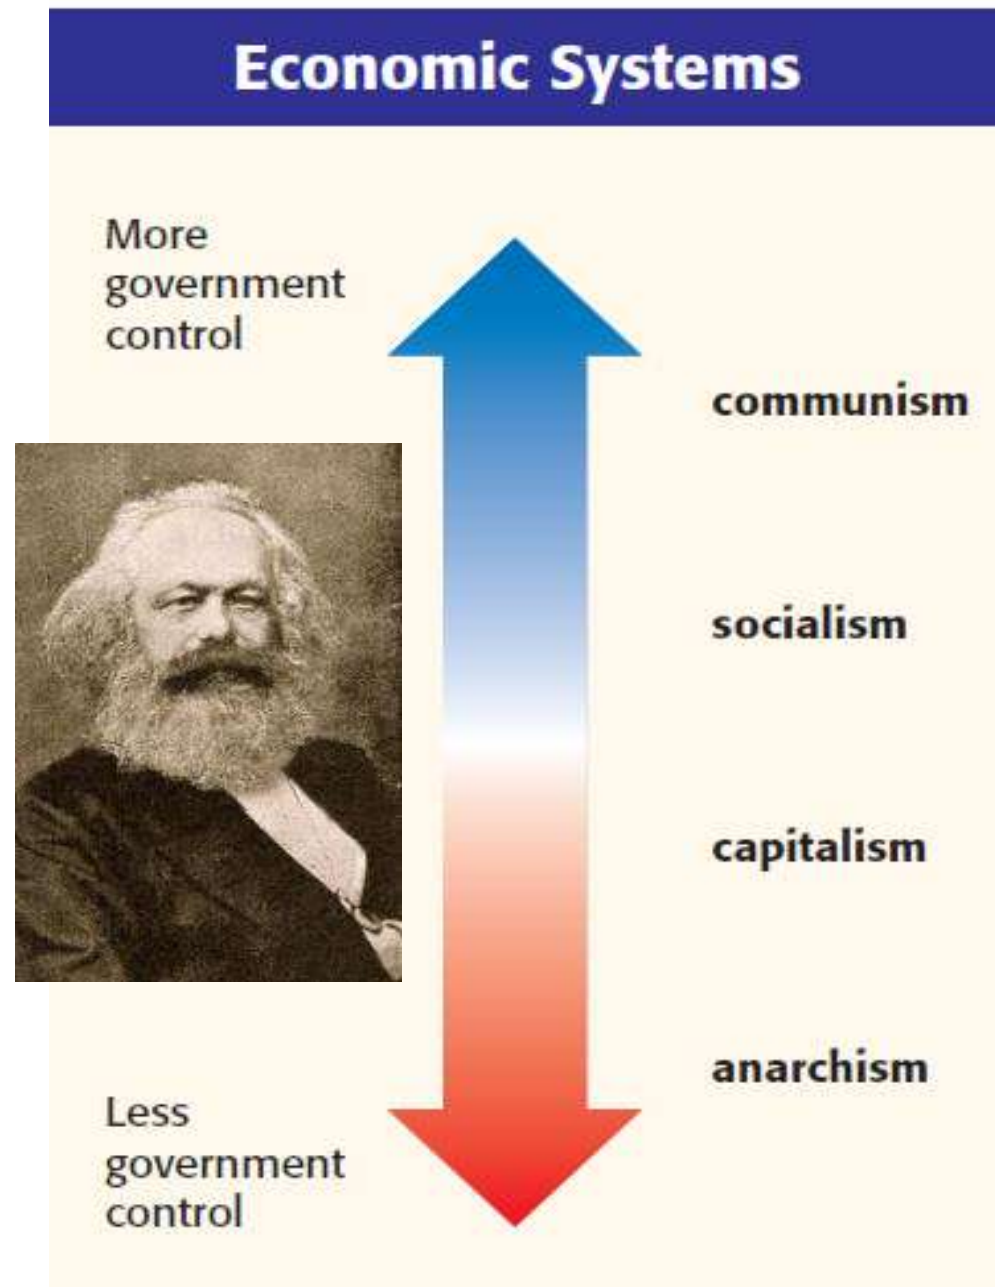 Economic Systems
More
government
control
communism
socialism
capitalism
anarchism
Less
government
control